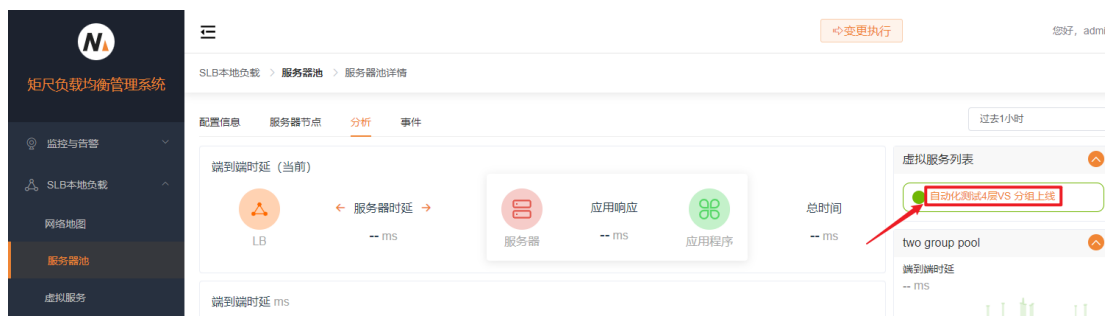 N
矩尺负载均衡管理系统
监控与告警
SLB本地负载
网络地图
服务器池
虚拟服务
变更执行
您好，admi
SLB本地负载 > 服务器池 > 服务器池详情
配置信息 服务器节点 分析 事件
过去1小时
端到端时延（当前）
服务器时延 应用响应 总时间
-- ms -- ms -- ms
LB 服务器 应用程序
端到端时延 ms
虚拟服务列表
自动化测试4层VS 分组上线
two group pool
端到端时延
-- ms